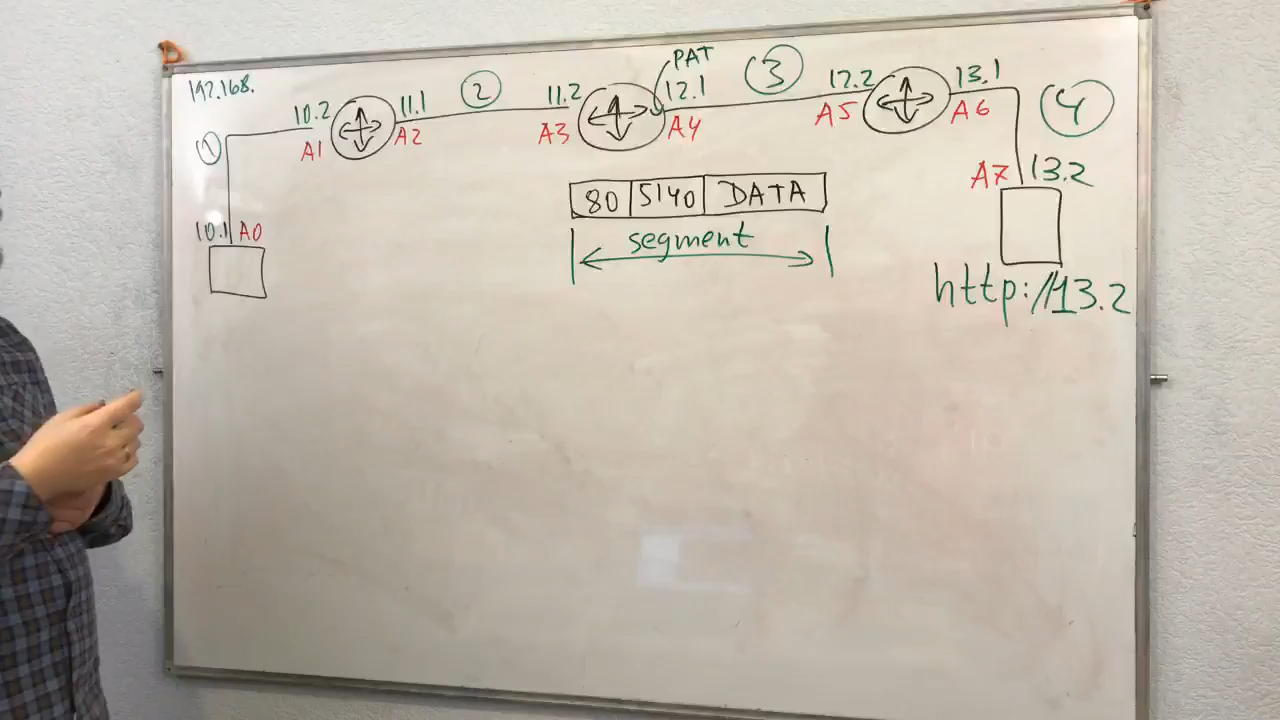 192.168.
PAT
10.2
11.1
2
11.2
12.1
3
12.2
13.1
4
1
A1
A2
A3
A4
A5
A6
10.1 A0
A7 13.2
80 5140 DATA
segment
http://13.2